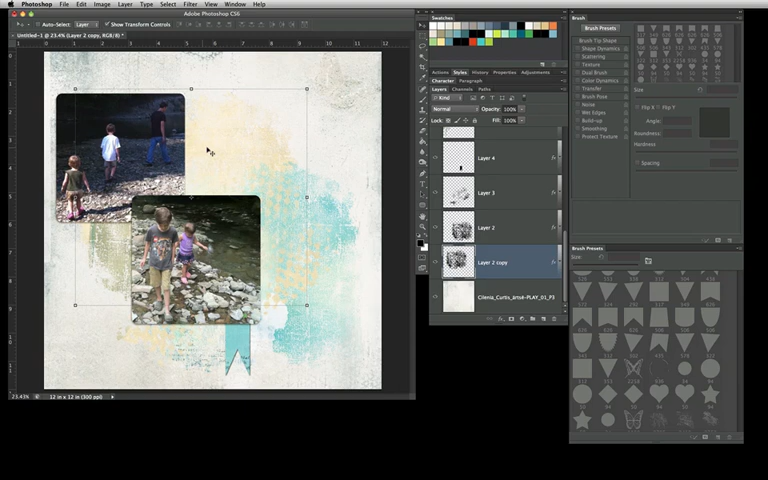 Photoshop File Edit Image Layer Type Select Filter View Window Help
Adobe Photoshop CS6
Auto-Select: Layer Show Transform Controls
Untitled-1 @ 23.4% (Layer 2 copy, RGB/8) *
23.43% 12 in x 12 in (300 ppi)
Swatches
Actions Styles History Properties Adjustments
Character Paragraph
Layers Channels Paths
Kind
Normal Opacity: 100%
Lock: Fill: 100%
Layer 4
Layer 3
Layer 2
Layer 2 copy
Brush
Brush Presets
Brush Tip Shape
Shape Dynamics
Scattering
Texture
Dual Brush
Color Dynamics
Transfer
Brush Pose
Noise
Wet Edges
Build-up
Smoothing
Protect Texture
Size
Flip X Flip Y
Angle:
Roundness:
Hardness
Spacing
Brush Presets
Size: